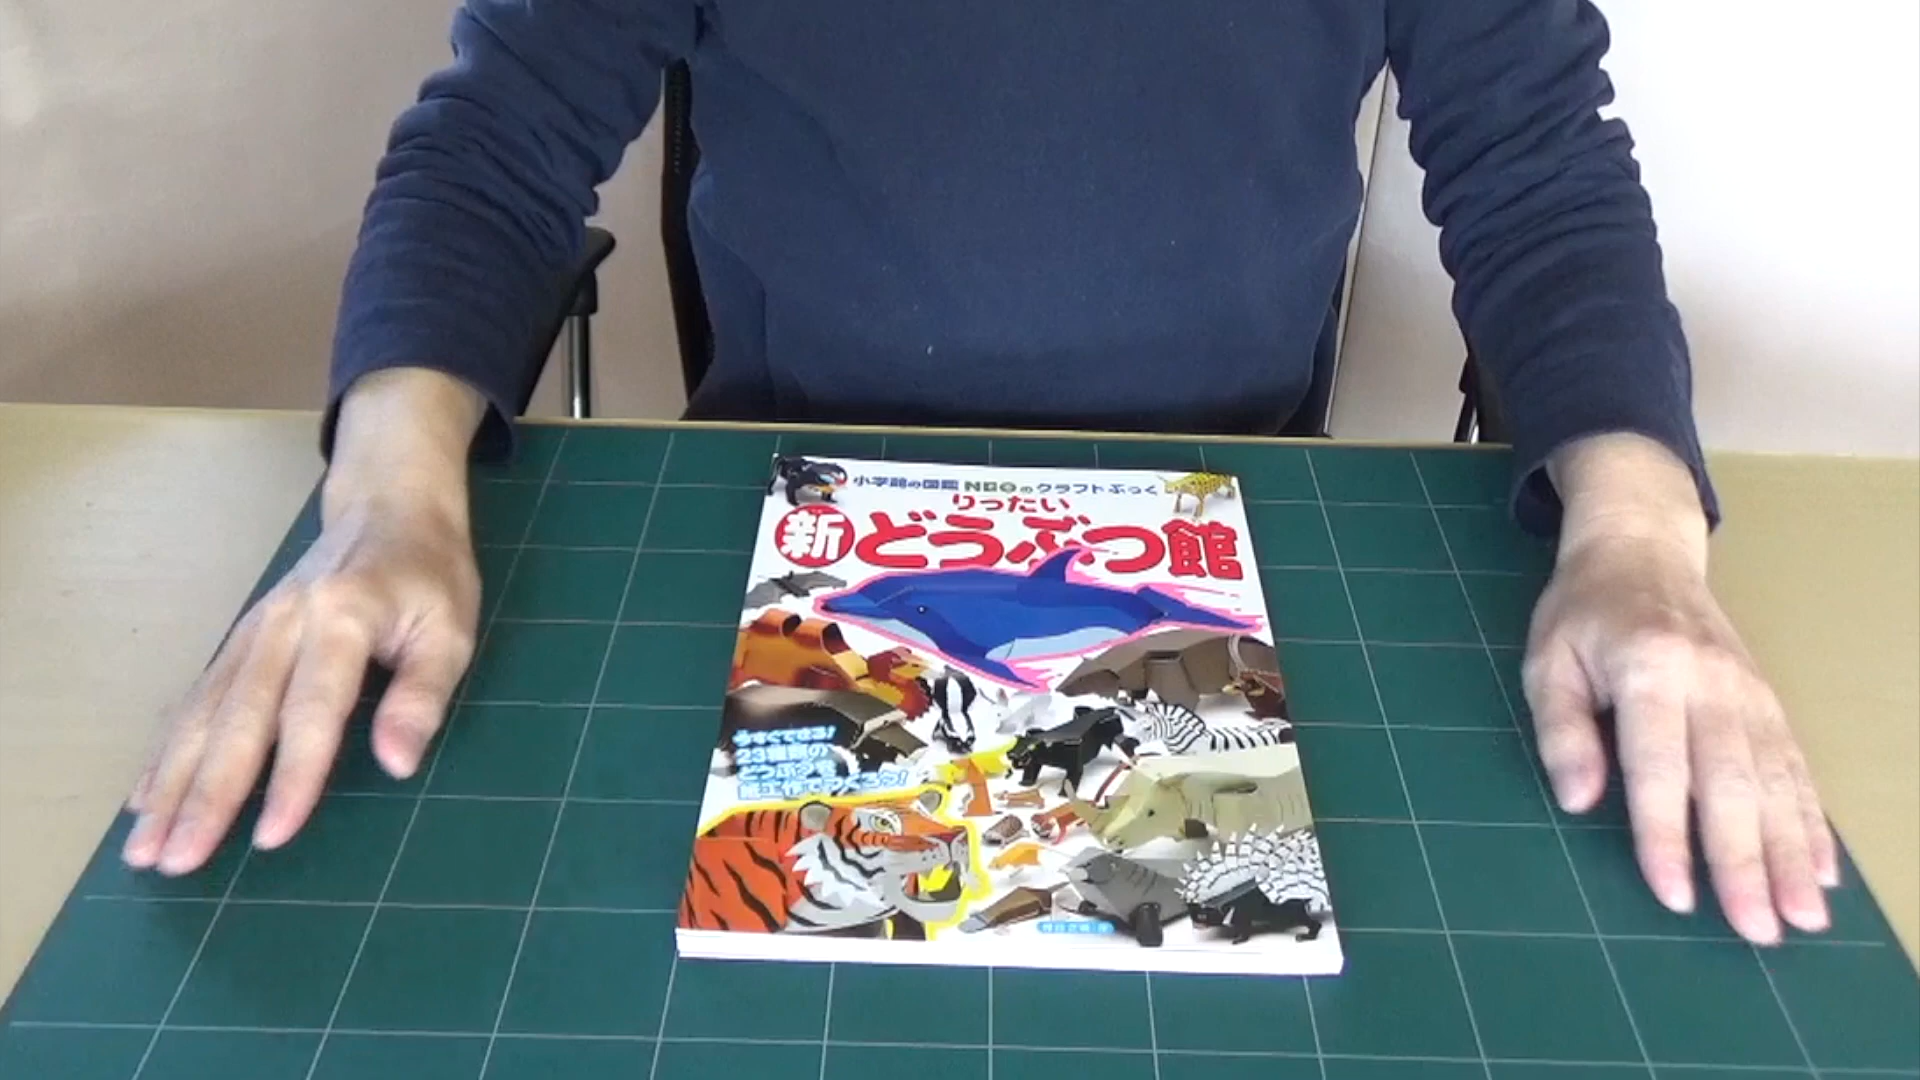 小学館の図鑑 NEOのクラフトぶっく
りったい
新どうぶつ館
今すぐできる!
23種類の
どうぶつを
紙工作でつくろう!